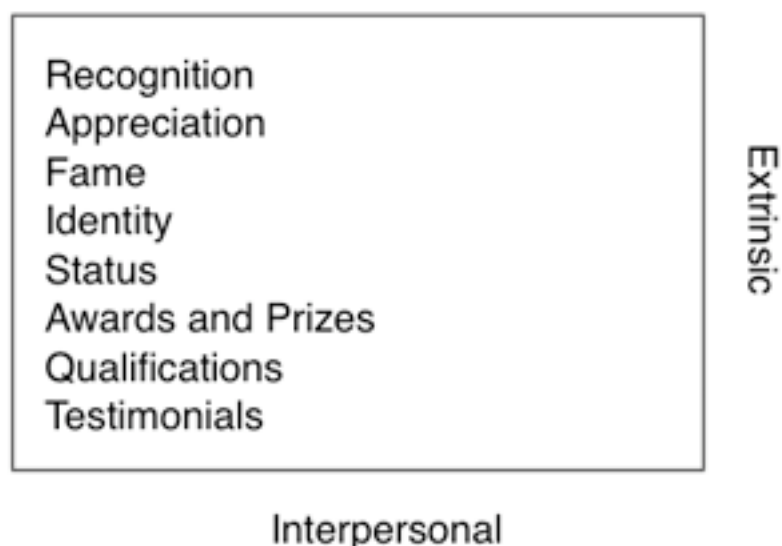 Recognition
Appreciation
Fame
Identity
Status
Awards and Prizes
Qualifications
Testimonials
Extrinsic
Interpersonal